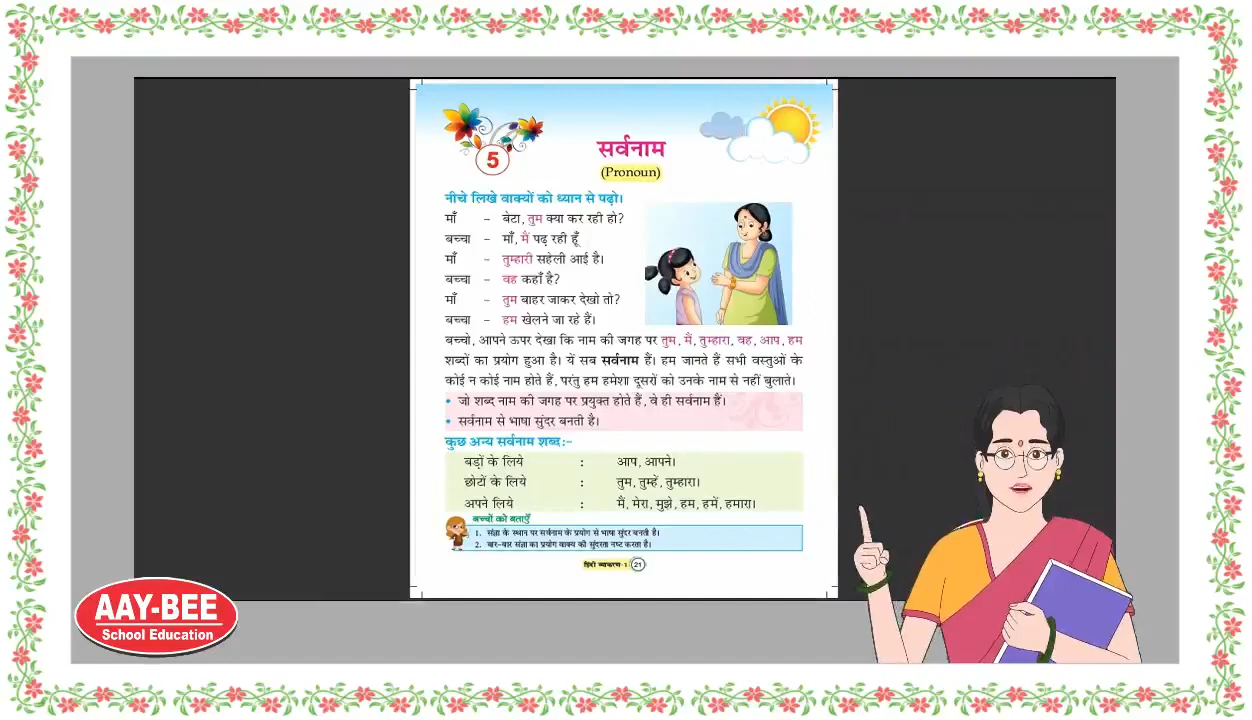 5
सर्वनाम
(Pronoun)
नीचे लिखे वाक्यों को ध्यान से पढ़ो।
माँ – बेटा, तुम क्या कर रही हो?
बच्चा – माँ, मैं पढ़ रही हूँ
माँ – तुम्हारी सहेली आई है।
बच्चा – वह कहाँ है?
माँ – तुम बाहर जाकर देखो तो?
बच्चा – हम खेलने जा रहे हैं।
बच्चो, आपने ऊपर देखा कि नाम की जगह पर तुम, मैं, तुम्हारा, वह, आप, हम
शब्दों का प्रयोग हुआ है। यें सब सर्वनाम हैं। हम जानते हैं सभी वस्तुओं के
कोई न कोई नाम होते हैं, परंतु हम हमेशा दूसरों को उनके नाम से नहीं बुलाते।
• जो शब्द नाम की जगह पर प्रयुक्त होते हैं, वे ही सर्वनाम हैं।
• सर्वनाम से भाषा सुंदर बनती है।
कुछ अन्य सर्वनाम शब्द:-
बड़ों के लिये : आप, आपने।
छोटों के लिये : तुम, तुम्हें, तुम्हारा।
अपने लिये : मैं, मेरा, मुझे, हम, हमें, हमारा।
बच्चों को बताएँ
1. संज्ञा के स्थान पर सर्वनाम के प्रयोग से भाषा सुंदर बनती है।
2. बार-बार संज्ञा का प्रयोग वाक्य की सुंदरता नष्ट करता है।
हिंदी व्याकरण-1 21
AAY-BEE
School Education